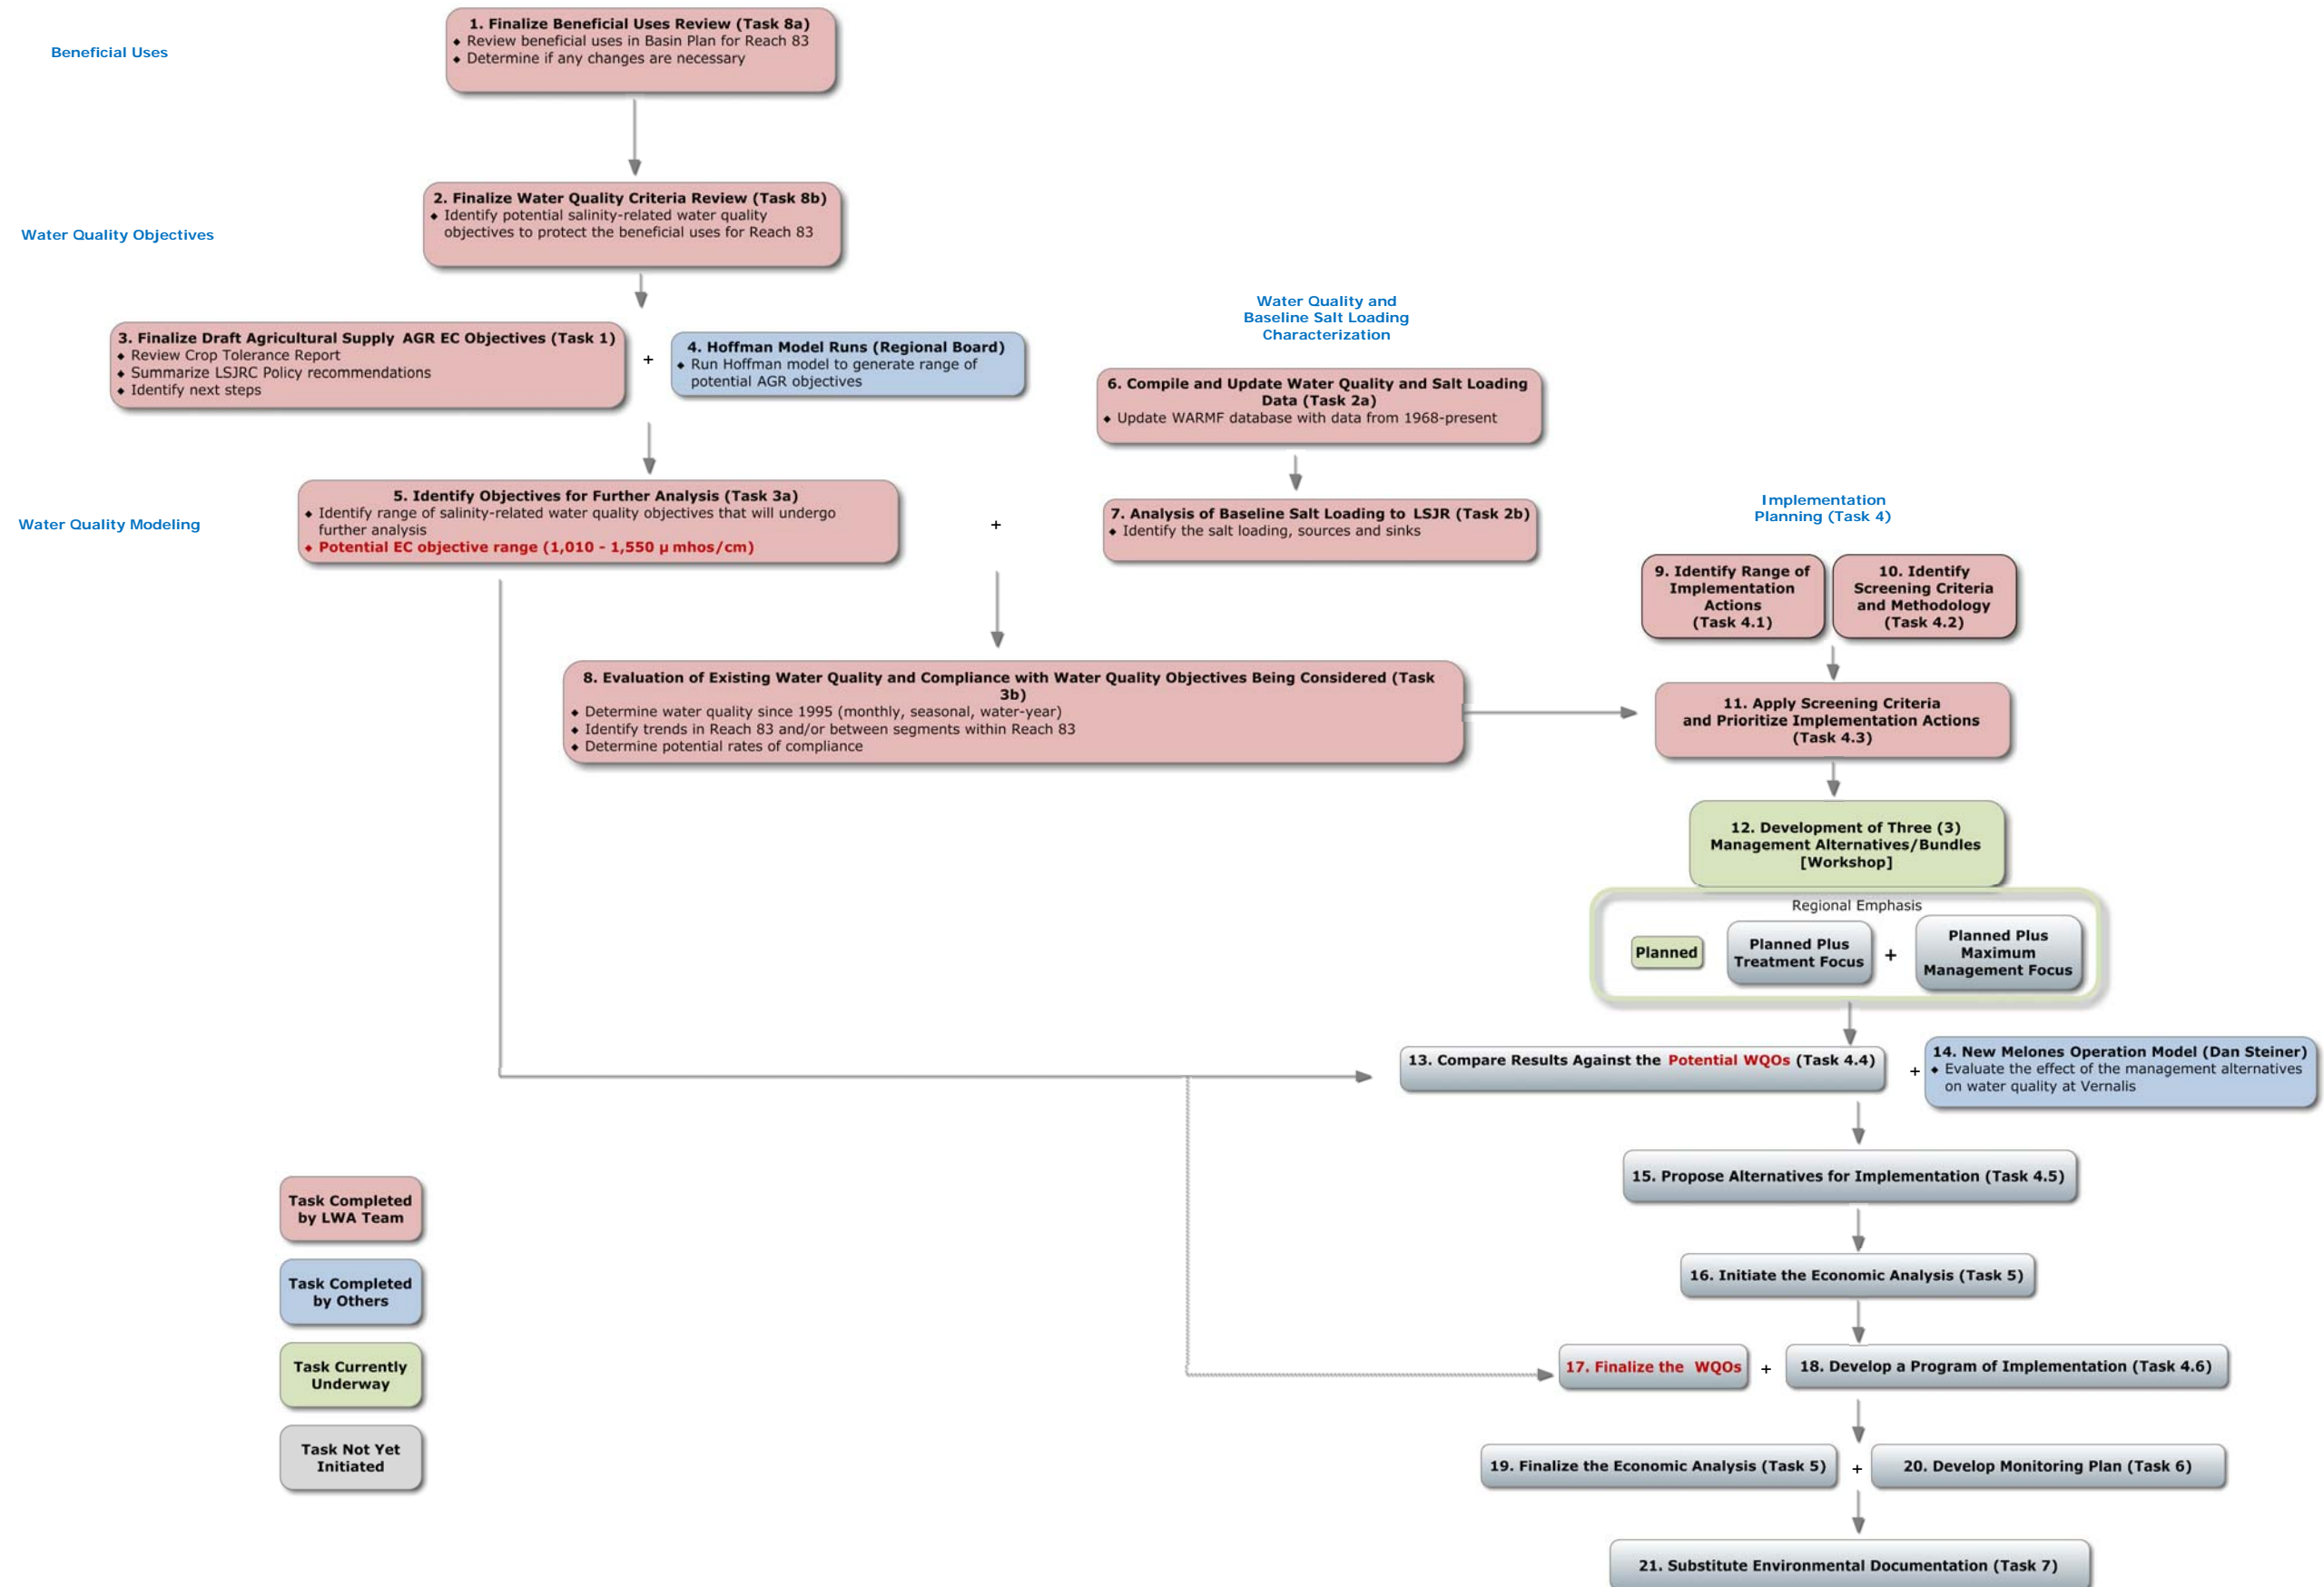 Beneficial Uses
1. Finalize Beneficial Uses Review (Task 8a)
◆ Review beneficial uses in Basin Plan for Reach 83
◆ Determine if any changes are necessary
Water Quality Objectives
2. Finalize Water Quality Criteria Review (Task 8b)
◆ Identify potential salinity-related water quality
objectives to protect the beneficial uses for Reach 83
3. Finalize Draft Agricultural Supply AGR EC Objectives (Task 1)
◆ Review Crop Tolerance Report
◆ Summarize LSJRC Policy recommendations
◆ Identify next steps
+
4. Hoffman Model Runs (Regional Board)
◆ Run Hoffman model to generate range of
potential AGR objectives
Water Quality and
Baseline Salt Loading
Characterization
6. Compile and Update Water Quality and Salt Loading
Data (Task 2a)
◆ Update WARMF database with data from 1968-present
Water Quality Modeling
5. Identify Objectives for Further Analysis (Task 3a)
◆ Identify range of salinity-related water quality objectives that will undergo
further analysis
◆ Potential EC objective range (1,010 - 1,550 µ mhos/cm)
+
7. Analysis of Baseline Salt Loading to LSJR (Task 2b)
◆ Identify the salt loading, sources and sinks
Implementation
Planning (Task 4)
9. Identify Range of
Implementation
Actions
(Task 4.1)
10. Identify
Screening Criteria
and Methodology
(Task 4.2)
8. Evaluation of Existing Water Quality and Compliance with Water Quality Objectives Being Considered (Task
3b)
◆ Determine water quality since 1995 (monthly, seasonal, water-year)
◆ Identify trends in Reach 83 and/or between segments within Reach 83
◆ Determine potential rates of compliance
11. Apply Screening Criteria
and Prioritize Implementation Actions
(Task 4.3)
12. Development of Three (3)
Management Alternatives/Bundles
[Workshop]
Regional Emphasis
Planned
Planned Plus
Treatment Focus
+
Planned Plus
Maximum
Management Focus
13. Compare Results Against the Potential WQOs (Task 4.4)
+
14. New Melones Operation Model (Dan Steiner)
◆ Evaluate the effect of the management alternatives
on water quality at Vernalis
15. Propose Alternatives for Implementation (Task 4.5)
16. Initiate the Economic Analysis (Task 5)
17. Finalize the WQOs
+
18. Develop a Program of Implementation (Task 4.6)
19. Finalize the Economic Analysis (Task 5)
+
20. Develop Monitoring Plan (Task 6)
21. Substitute Environmental Documentation (Task 7)
Task Completed
by LWA Team
Task Completed
by Others
Task Currently
Underway
Task Not Yet
Initiated